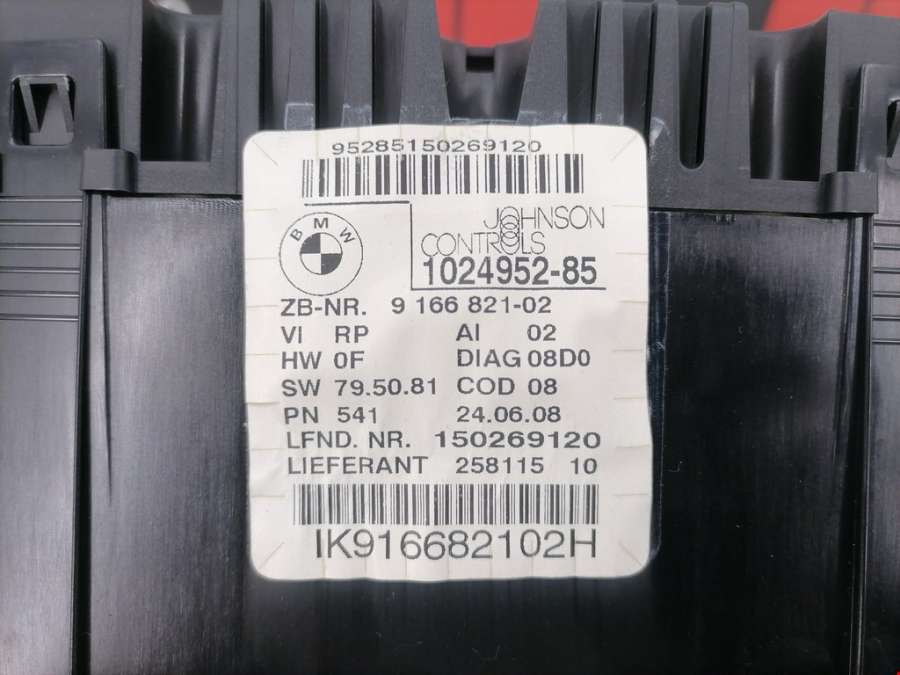 95285150269120
BMW
JOHNSON
CONTROLS
1024952-85
ZB-NR. 9 166 821-02
VI RP AI 02
HW 0F DIAG 08D0
SW 79.50.81 COD 08
PN 541 24.06.08
LFND. NR. 150269120
LIEFERANT 258115 10
IK916682102H